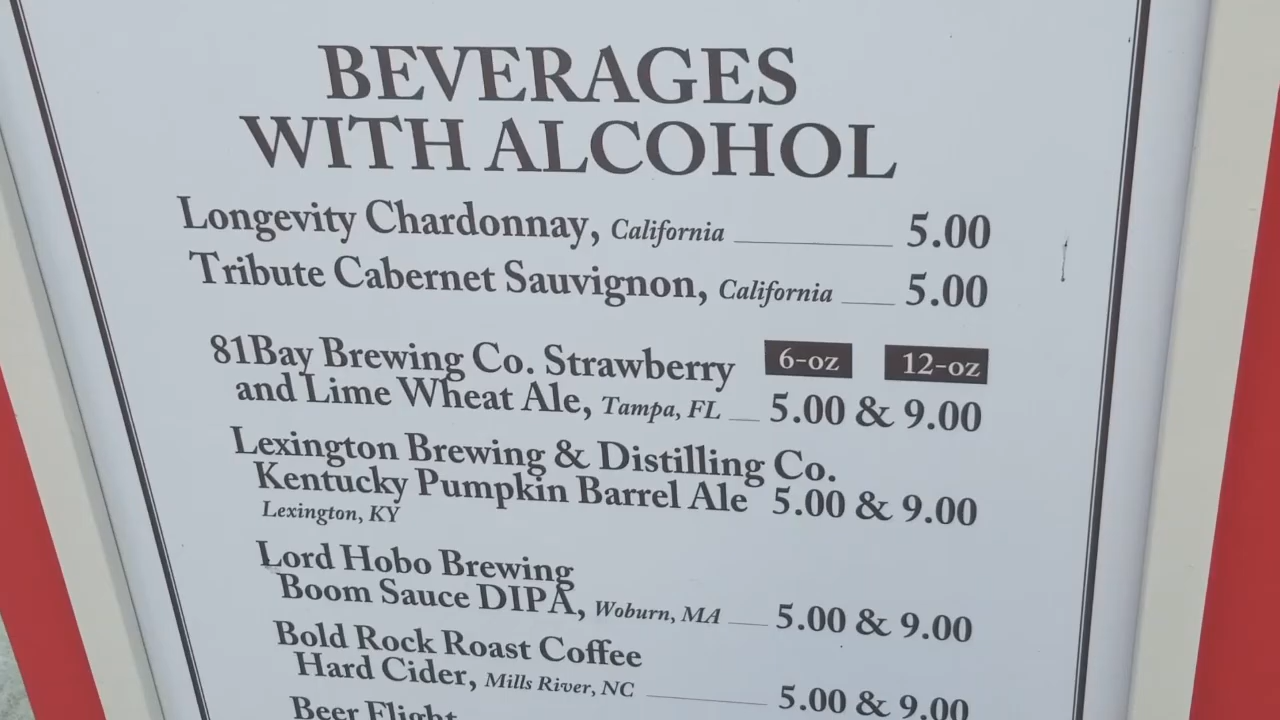 BEVERAGES
WITH ALCOHOL
Longevity Chardonnay, California 5.00
Tribute Cabernet Sauvignon, California 5.00
81Bay Brewing Co. Strawberry 6-oz 12-oz
and Lime Wheat Ale, Tampa, FL 5.00 & 9.00
Lexington Brewing & Distilling Co.
Kentucky Pumpkin Barrel Ale 5.00 & 9.00
Lexington, KY
Lord Hobo Brewing
Boom Sauce DIPA, Woburn, MA 5.00 & 9.00
Bold Rock Roast Coffee
Hard Cider, Mills River, NC 5.00 & 9.00
Beer Flight